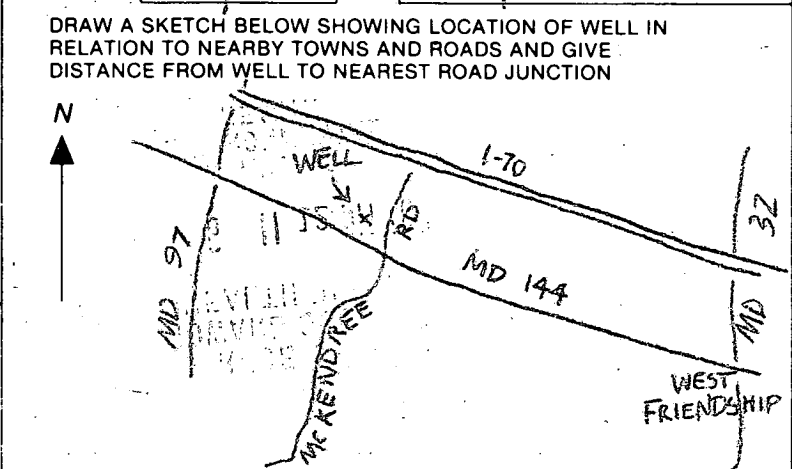 DRAW A SKETCH BELOW SHOWING LOCATION OF WELL IN
RELATION TO NEARBY TOWNS AND ROADS AND GIVE
DISTANCE FROM WELL TO NEAREST ROAD JUNCTION
N
WELL
X
I-70
MD 32
MD 97
MD 144
McKENDREE RD
WEST
FRIENDSHIP